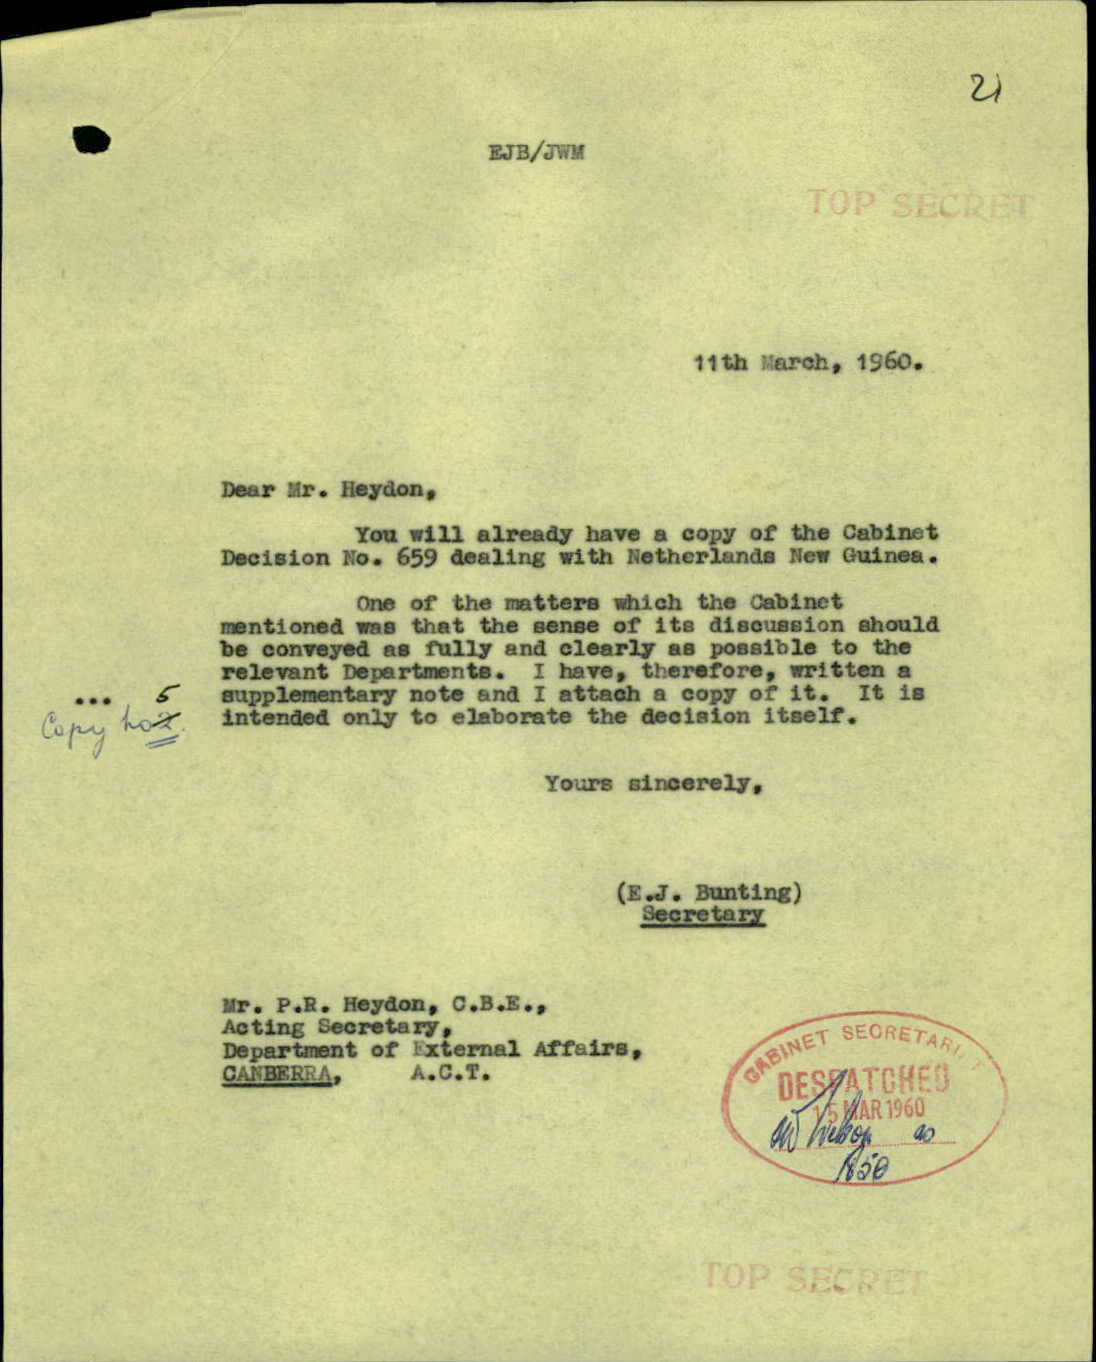 21
EJB/JWM
TOP SECRET
11th March, 1960.
Dear Mr. Heydon,
You will already have a copy of the Cabinet
Decision No. 659 dealing with Netherlands New Guinea.
One of the matters which the Cabinet
mentioned was that the sense of its discussion should
be conveyed as fully and clearly as possible to the
relevant Departments. I have, therefore, written a
... 5 supplementary note and I attach a copy of it. It is
Copy no intended only to elaborate the decision itself.
Yours sincerely,
(E.J. Bunting)
Secretary
Mr. P.R. Heydon, C.B.E.,
Acting Secretary,
Department of External Affairs,
CANBERRA, A.C.T.
CABINET SECRETARIAT
DESPATCHED
15 MAR 1960
TOP SECRET